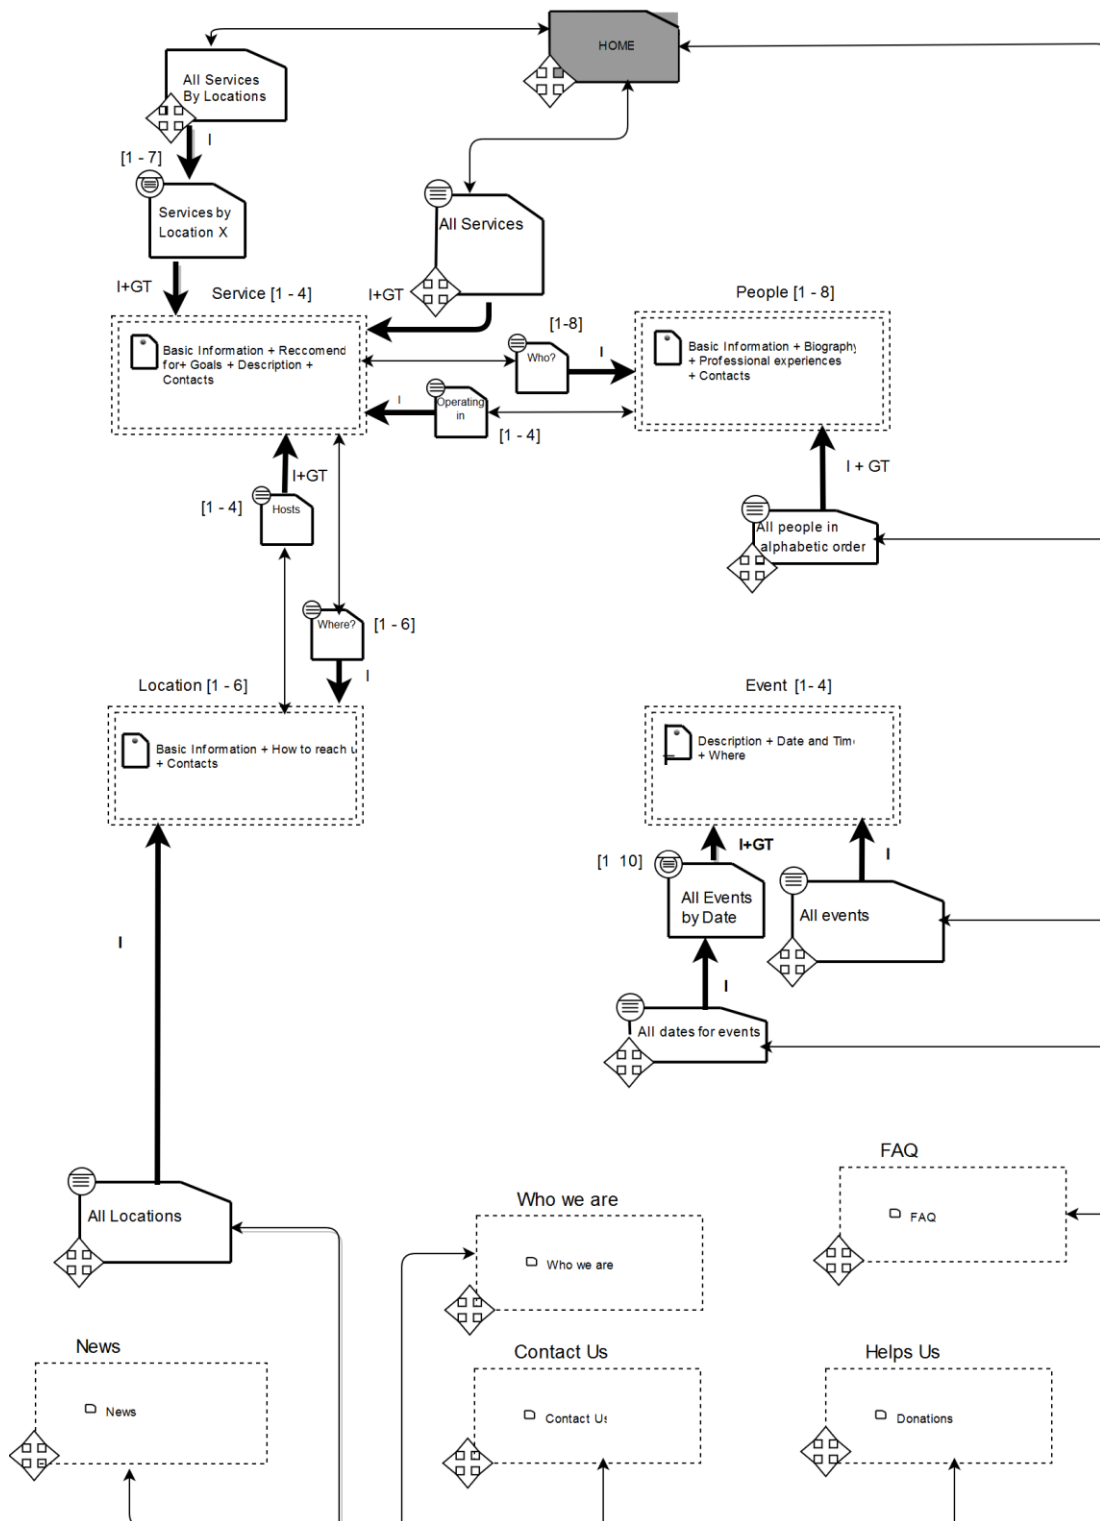 HOME
All Services
By Locations
I
[1 - 7]
Services by
Location X
All Services
I+GT
Service [1 - 4]
I+GT
People [1 - 8]
Basic Information + Reccomend
for+ Goals + Description +
Contacts
[1-8]
Who?
I
Basic Information + Biography
+ Professional experiences
+ Contacts
I
Operating
in
[1 - 4]
I+GT
[1 - 4]
Hosts
I + GT
All people in
alphabetic order
Where?
[1 - 6]
I
Location [1 - 6]
Event [1- 4]
Basic Information + How to reach u
+ Contacts
Description + Date and Time
+ Where
I+GT
I
[1 10]
All Events
by Date
All events
I
I
All dates for events
FAQ
FAQ
All Locations
Who we are
Who we are
News
News
Contact Us
Contact Us
Helps Us
Donations